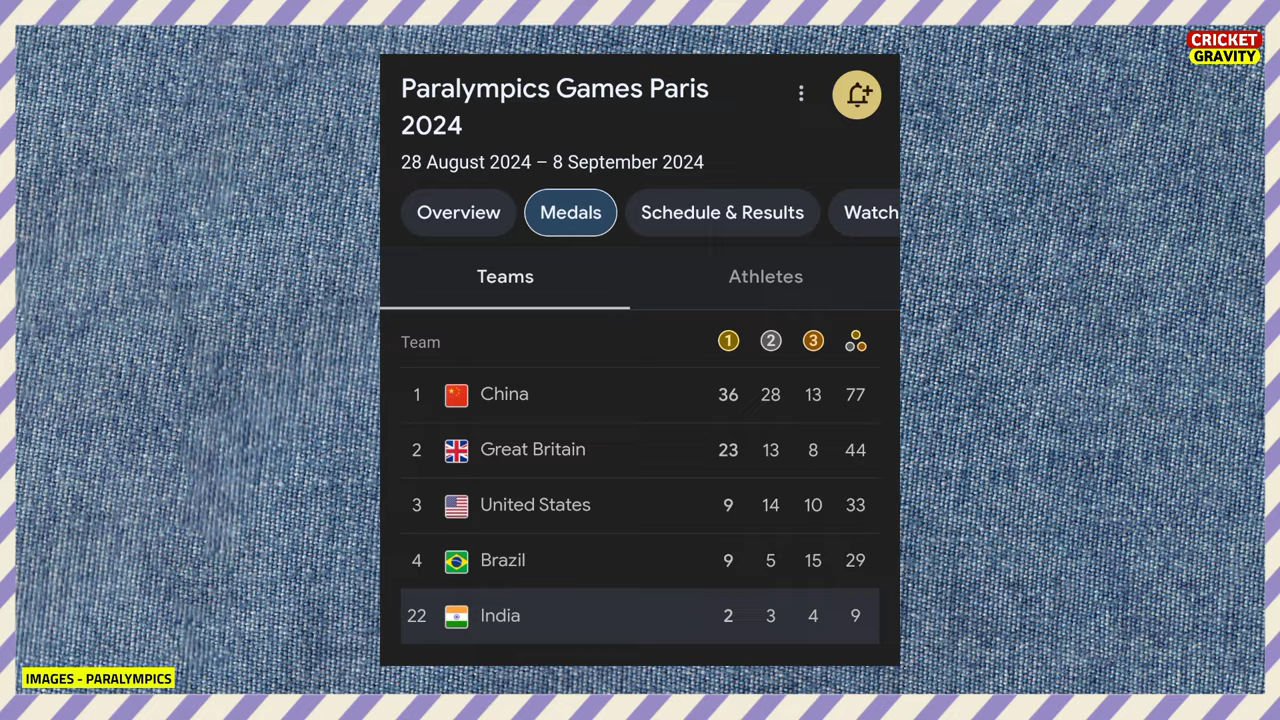 CRICKET
GRAVITY
Paralympics Games Paris
2024
28 August 2024 – 8 September 2024
Overview Medals Schedule & Results Watch
Teams Athletes
Team 1 2 3
1 China 36 28 13 77
2 Great Britain 23 13 8 44
3 United States 9 14 10 33
4 Brazil 9 5 15 29
22 India 2 3 4 9
IMAGES - PARALYMPICS